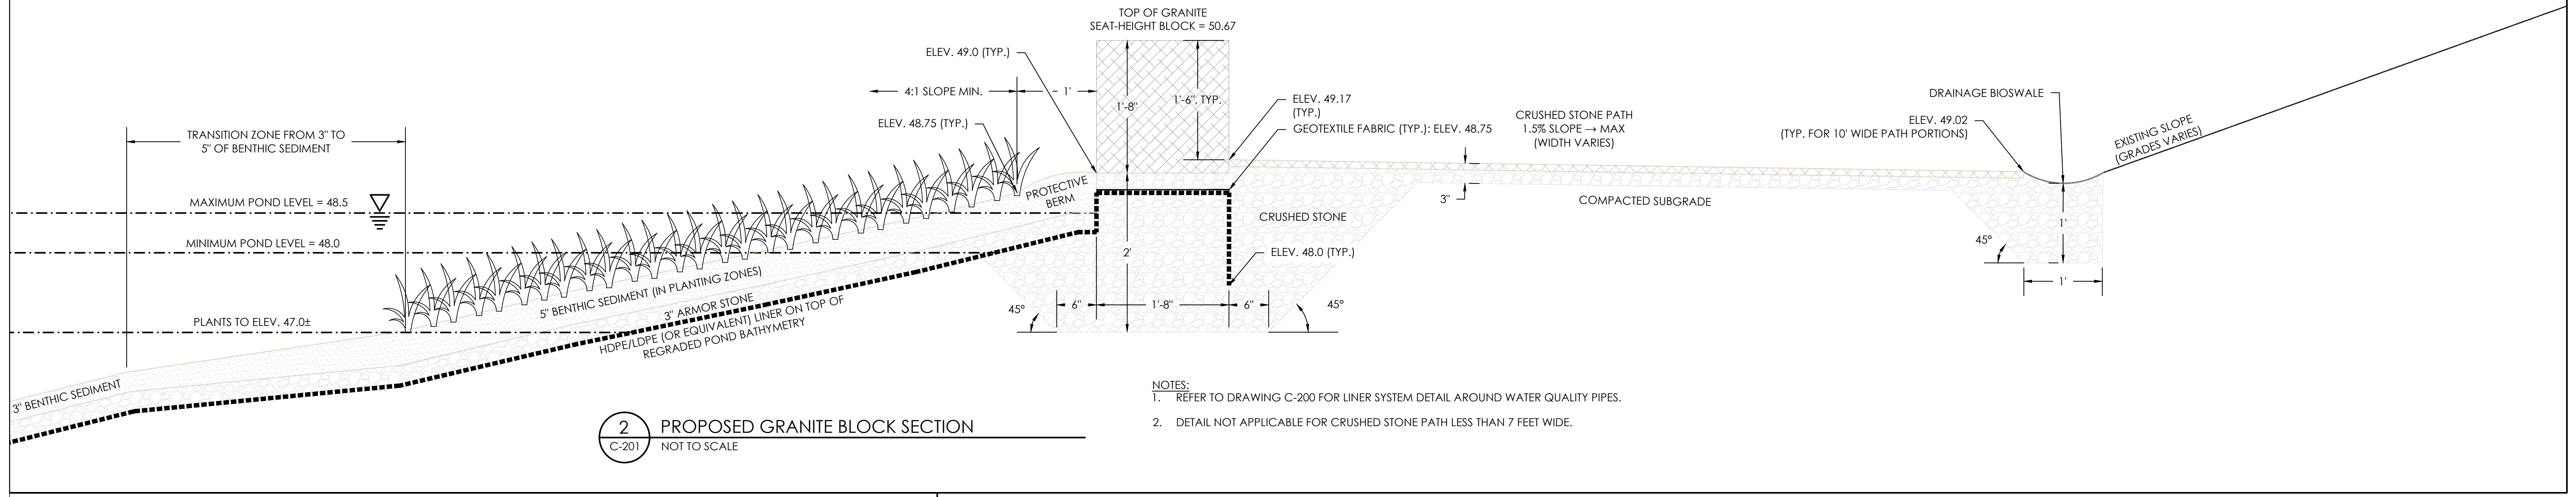 TOP OF GRANITE
SEAT-HEIGHT BLOCK = 50.67
ELEV. 49.0 (TYP.)
4:1 SLOPE MIN.
1'
1'-8"
1'-6", TYP.
ELEV. 49.17
(TYP.)
ELEV. 48.75 (TYP.)
GEOTEXTILE FABRIC (TYP.): ELEV. 48.75
CRUSHED STONE PATH
1.5% SLOPE → MAX
(WIDTH VARIES)
DRAINAGE BIOSWALE
ELEV. 49.02
(TYP. FOR 10' WIDE PATH PORTIONS)
EXISTING SLOPE
(GRADES VARIES)
TRANSITION ZONE FROM 3" TO
5" OF BENTHIC SEDIMENT
PROTECTIVE
BERM
MAXIMUM POND LEVEL = 48.5
3"
COMPACTED SUBGRADE
CRUSHED STONE
1'
MINIMUM POND LEVEL = 48.0
2'
ELEV. 48.0 (TYP.)
45°
1'
5" BENTHIC SEDIMENT (IN PLANTING ZONES)
3" ARMOR STONE
HDPE/LDPE (OR EQUIVALENT) LINER ON TOP OF
REGRADED POND BATHYMETRY
45°
6"
1'-8"
6"
45°
PLANTS TO ELEV. 47.0±
3" BENTHIC SEDIMENT
NOTES:
1. REFER TO DRAWING C-200 FOR LINER SYSTEM DETAIL AROUND WATER QUALITY PIPES.
2. DETAIL NOT APPLICABLE FOR CRUSHED STONE PATH LESS THAN 7 FEET WIDE.
2
C-201
PROPOSED GRANITE BLOCK SECTION
NOT TO SCALE